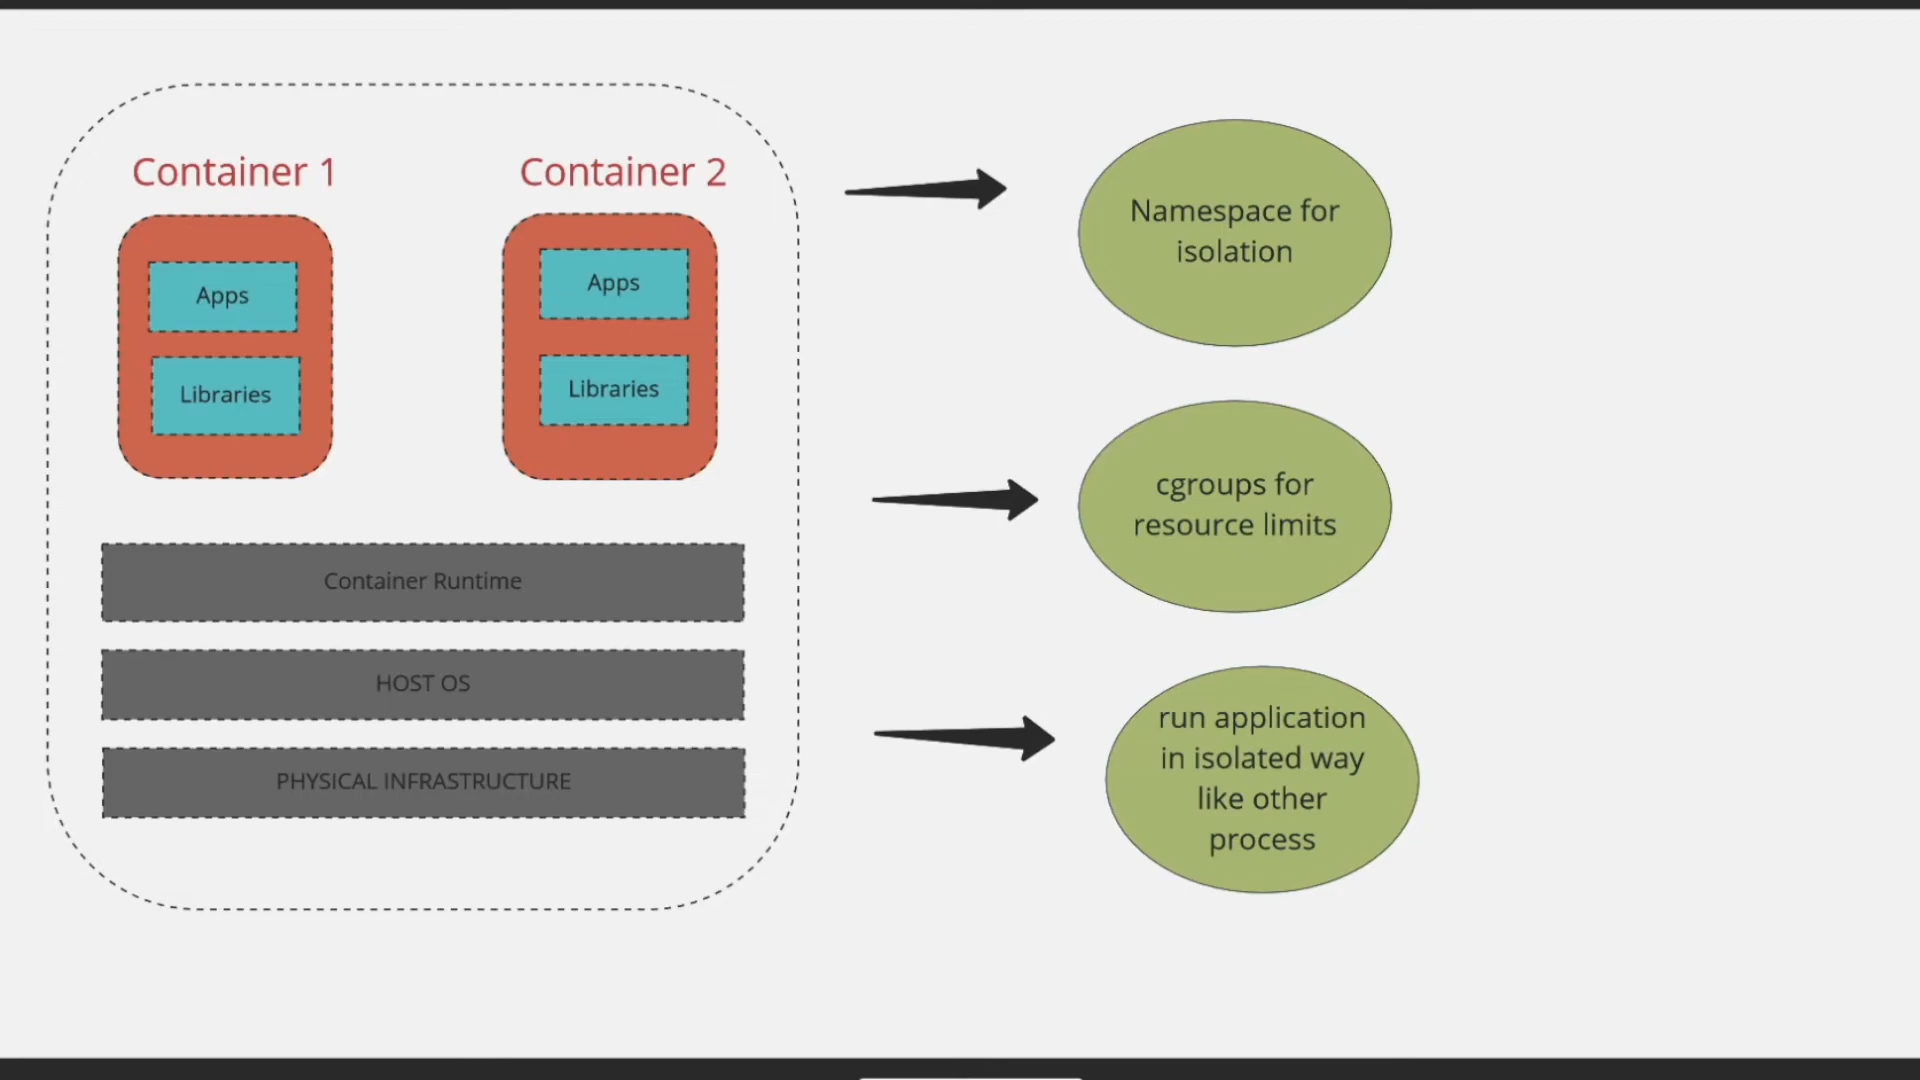 Container 1
Container 2
Apps
Libraries
Apps
Libraries
Container Runtime
HOST OS
PHYSICAL INFRASTRUCTURE
Namespace for
isolation
cgroups for
resource limits
run application
in isolated way
like other
process